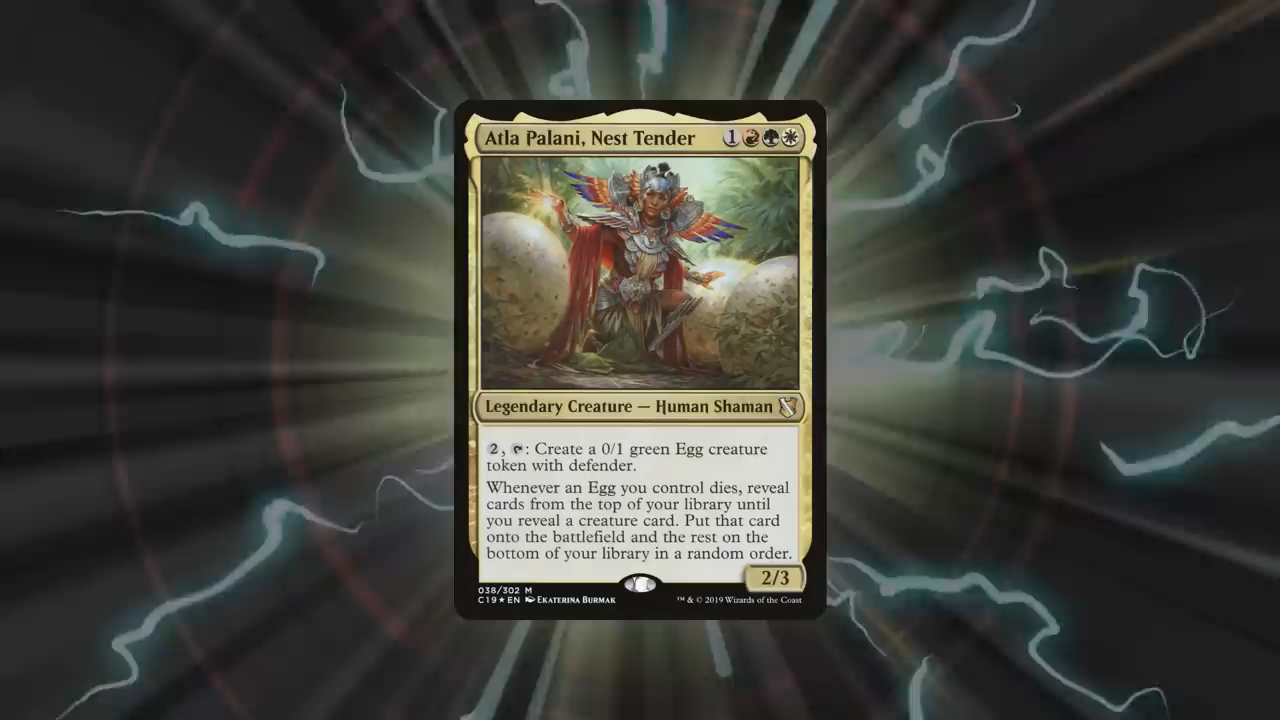 Atla Palani, Nest Tender 1
Legendary Creature — Human Shaman
2, T: Create a 0/1 green Egg creature
token with defender.
Whenever an Egg you control dies, reveal
cards from the top of your library until
you reveal a creature card. Put that card
onto the battlefield and the rest on the
bottom of your library in a random order.
2/3
038/302 M
C19★EN Ekaterina Burmak
™ & © 2019 Wizards of the Coast